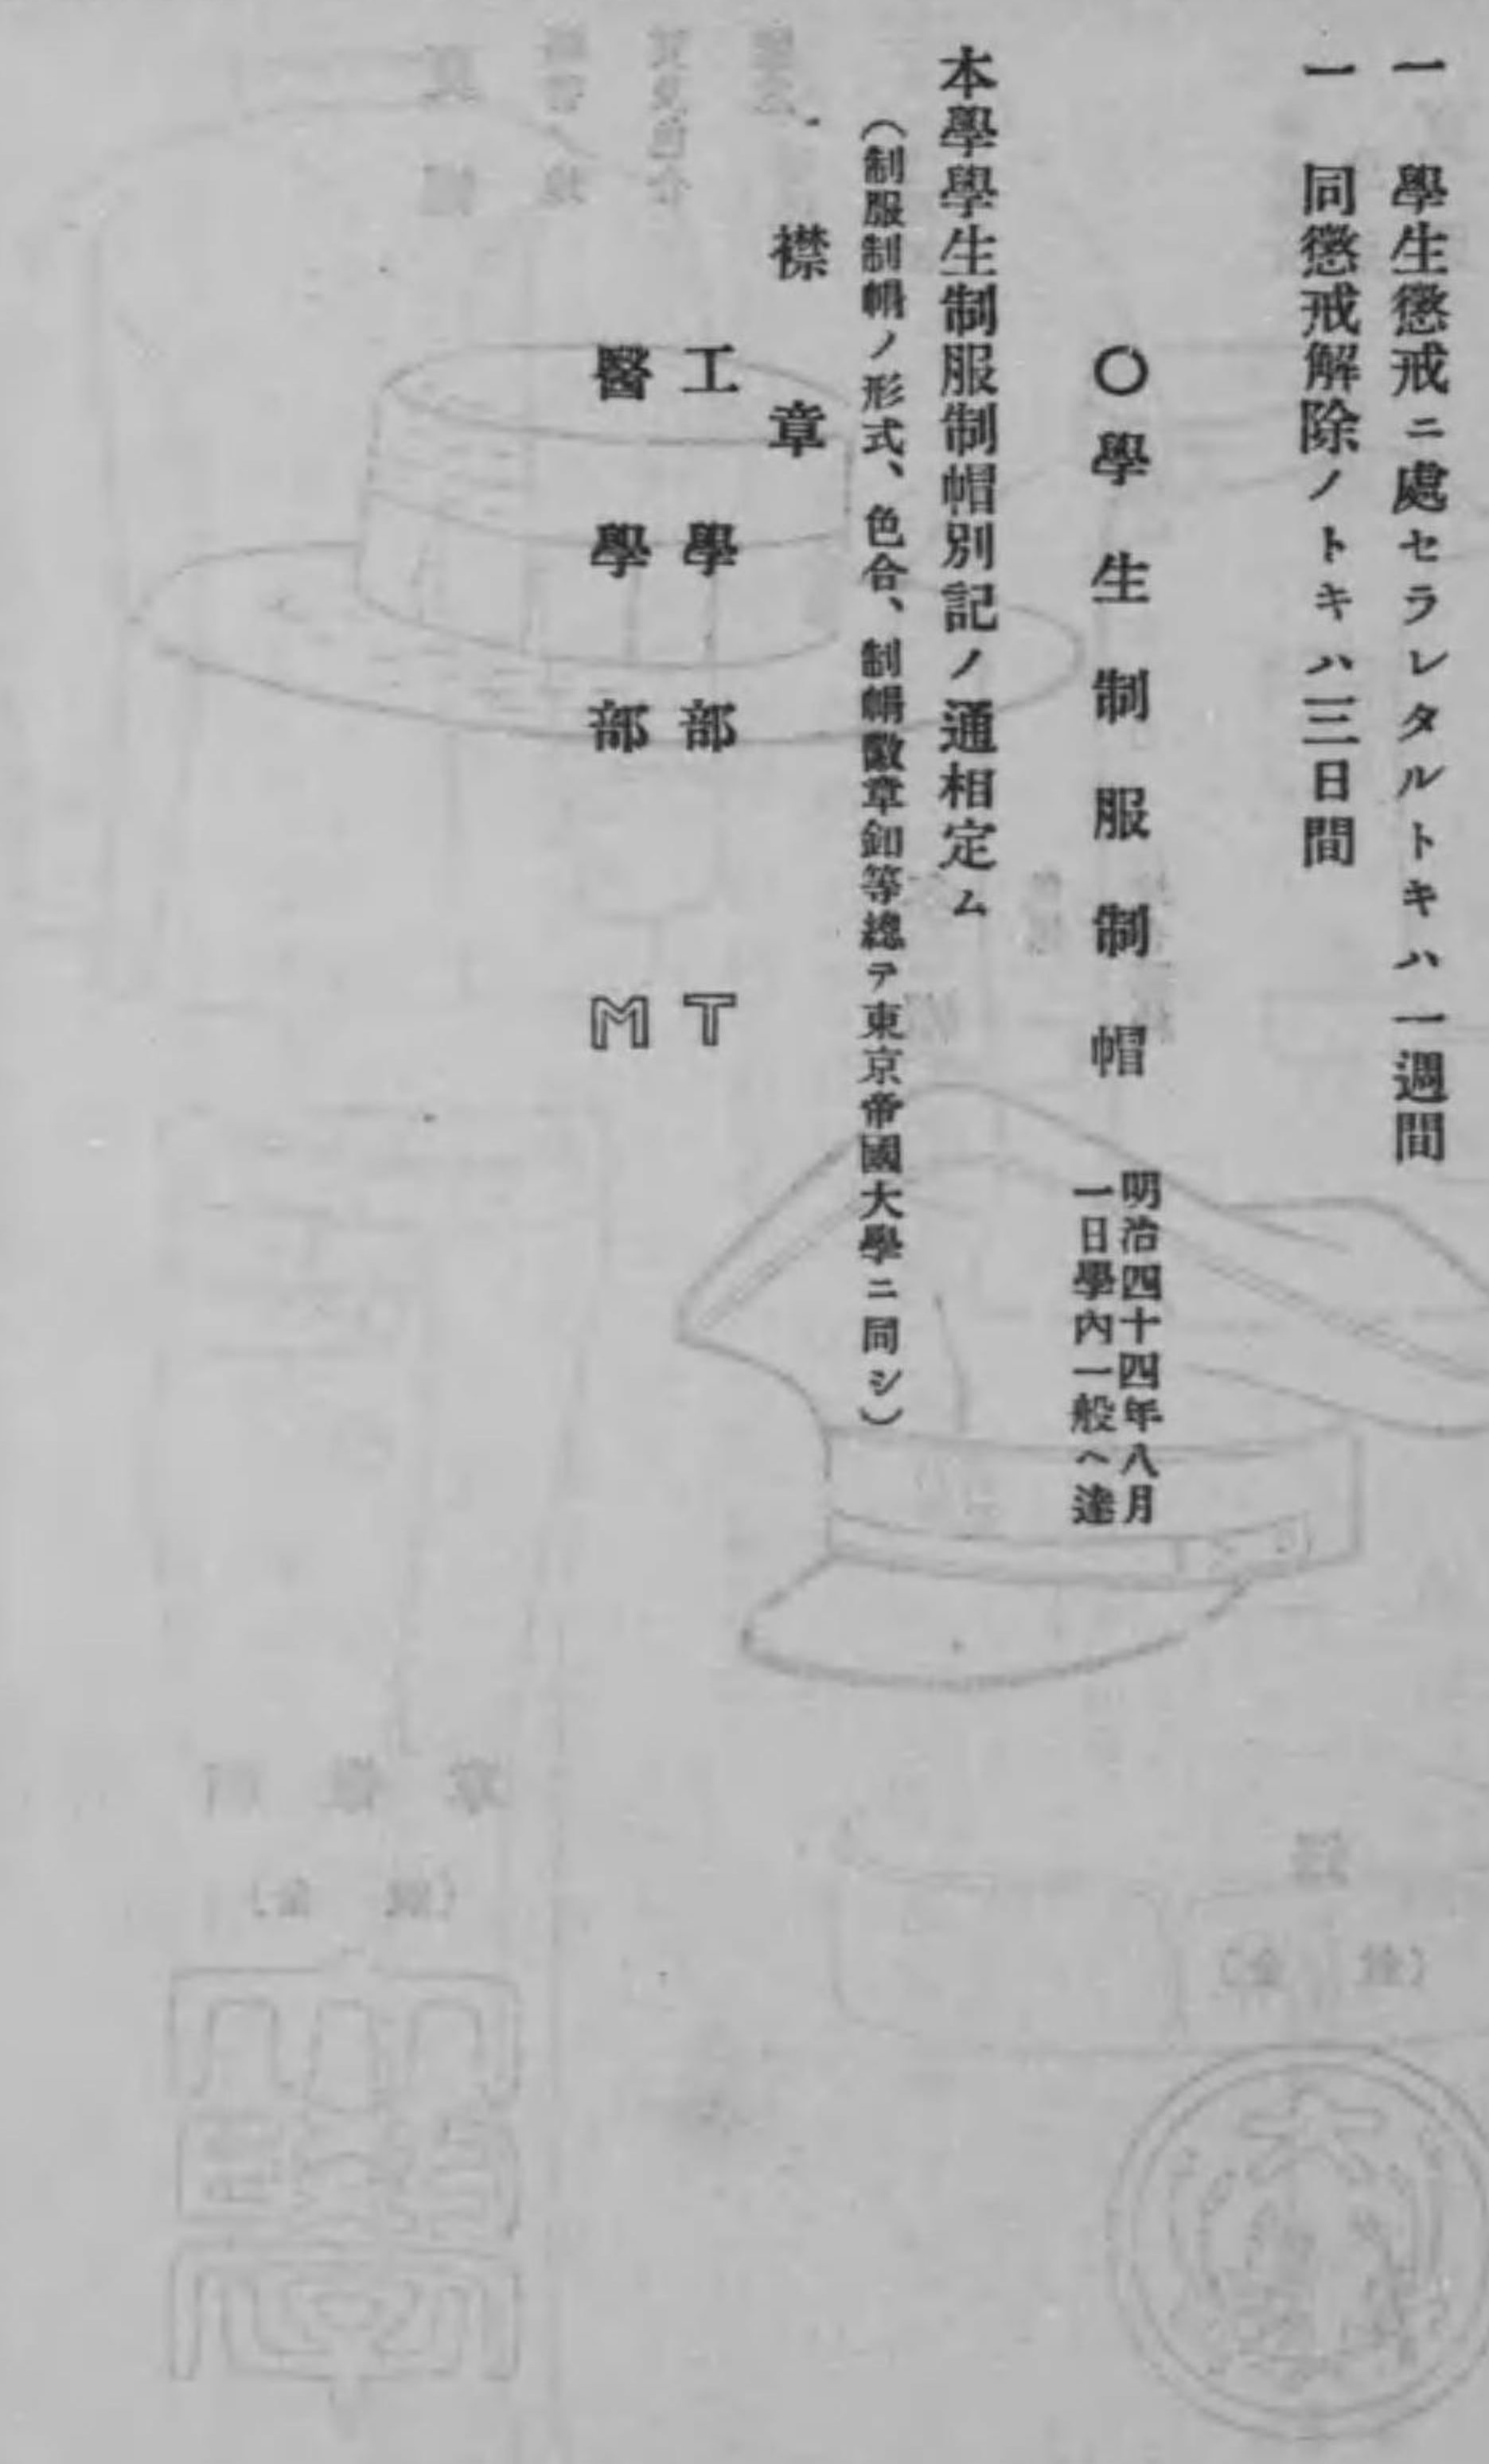 一　學生懲戒ニ處セラレタルトキハ一週間
一　同懲戒解除ノトキハ三日間
〇學生制服制帽
明治四十四年八月
一日學內一般ヘ達
本學學生制服制帽別記ノ通相定ム
（制服制帽ノ形式、色合、制帽徽章釦等總テ東京帝國大學ニ同シ）
襟章
工學部　T
醫學部　M